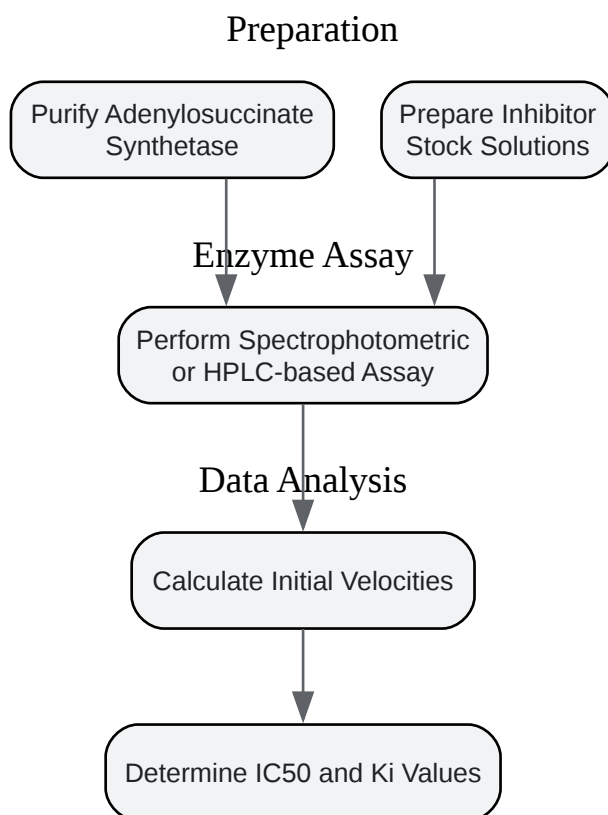 Preparation
Purify Adenylosuccinate
Synthetase
Prepare Inhibitor
Stock Solutions
Enzyme Assay
Perform Spectrophotometric
or HPLC-based Assay
Data Analysis
Calculate Initial Velocities
Determine IC50 and Ki Values